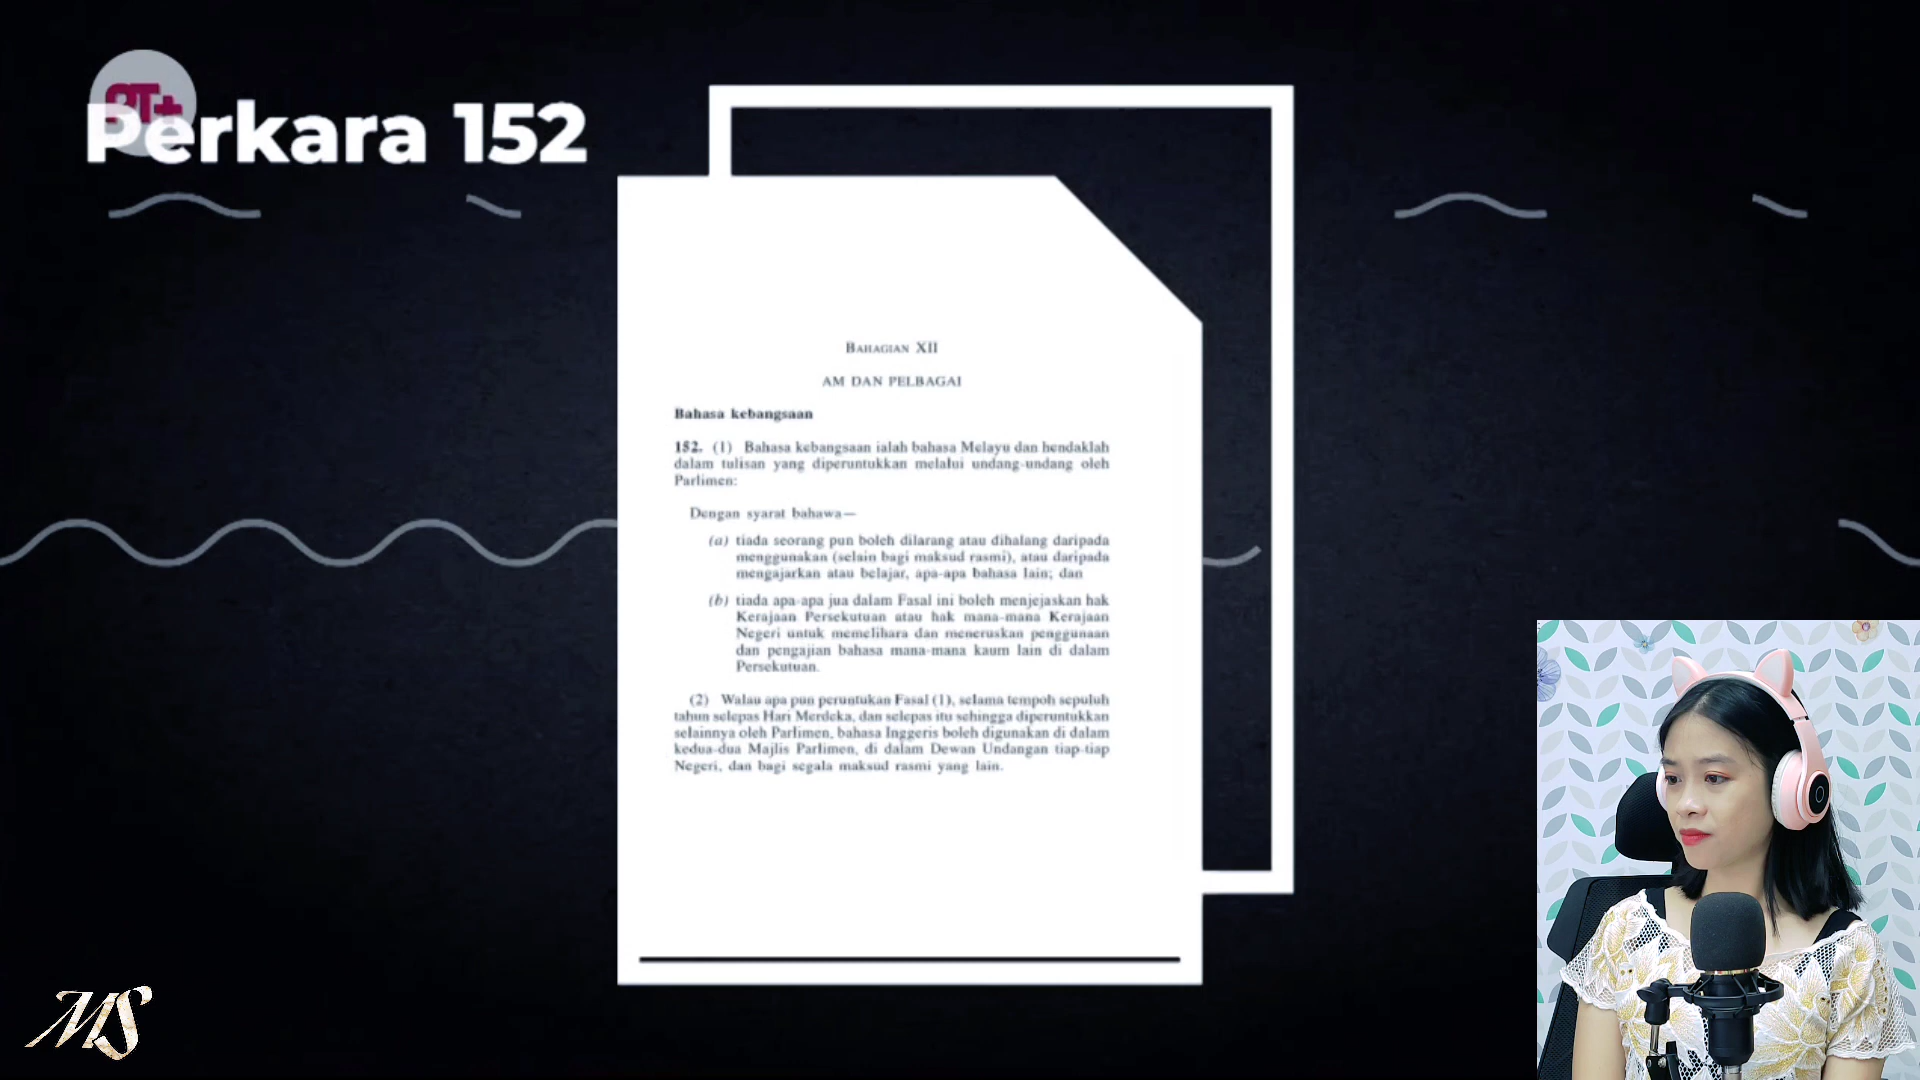 BT+
Perkara 152
BAHAGIAN XII
AM DAN PELBAGAI
Bahasa kebangsaan
152. (1) Bahasa kebangsaan ialah bahasa Melayu dan hendaklah
dalam tulisan yang diperuntukkan melalui undang-undang oleh
Parlimen:
Dengan syarat bahawa—
(a) tiada seorang pun boleh dilarang atau dihalang daripada
menggunakan (selain bagi maksud rasmi), atau daripada
mengajarkan atau belajar, apa-apa bahasa lain; dan
(b) tiada apa-apa jua dalam Fasal ini boleh menjejaskan hak
Kerajaan Persekutuan atau hak mana-mana Kerajaan
Negeri untuk memelihara dan meneruskan penggunaan
dan pengajian bahasa mana-mana kaum lain di dalam
Persekutuan.
(2) Walau apa pun peruntukan Fasal (1), selama tempoh sepuluh
tahun selepas Hari Merdeka, dan selepas itu sehingga diperuntukkan
selainnya oleh Parlimen, bahasa Inggeris boleh digunakan di dalam
kedua-dua Majlis Parlimen, di dalam Dewan Undangan tiap-tiap
Negeri, dan bagi segala maksud rasmi yang lain.
MS